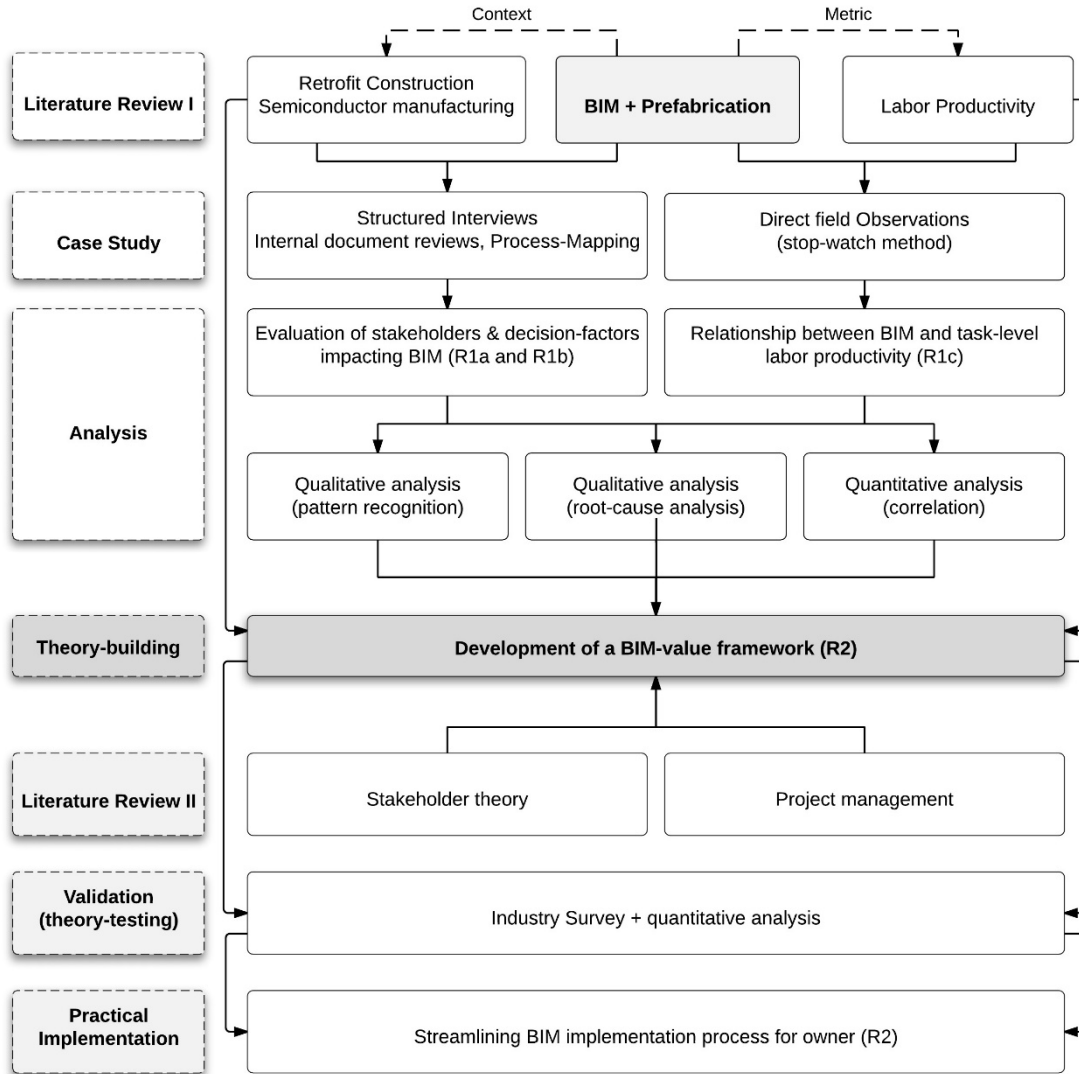 Context
Metric
Literature Review I
Retrofit Construction
Semiconductor manufacturing
BIM + Prefabrication
Labor Productivity
Case Study
Structured Interviews
Internal document reviews, Process-Mapping
Direct field Observations
(stop-watch method)
Analysis
Evaluation of stakeholders & decision-factors
impacting BIM (R1a and R1b)
Relationship between BIM and task-level
labor productivity (R1c)
Qualitative analysis
(pattern recognition)
Qualitative analysis
(root-cause analysis)
Quantitative analysis
(correlation)
Theory-building
Development of a BIM-value framework (R2)
Literature Review II
Stakeholder theory
Project management
Validation
(theory-testing)
Industry Survey + quantitative analysis
Practical
Implementation
Streamlining BIM implementation process for owner (R2)